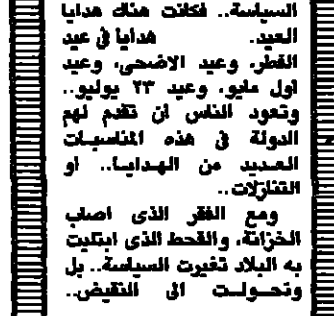 السياسة.. فكانت هناك هدايا
العيد. هدايا في عيد
الفطر، وعيد الاضحى، وعيد
اول مايو، وعيد ٢٣ يوليو..
وتعود الناس ان تقدم لهم
الدولة في هذه المناسبات
العديد من الهدايا.. او
التنازلات..
ومع الفقر الذى اصاب
الخزانة، والقحط الذى ابتليت
به البلاد تغيرت السياسة.. بل
وتحولت الى النقيض..